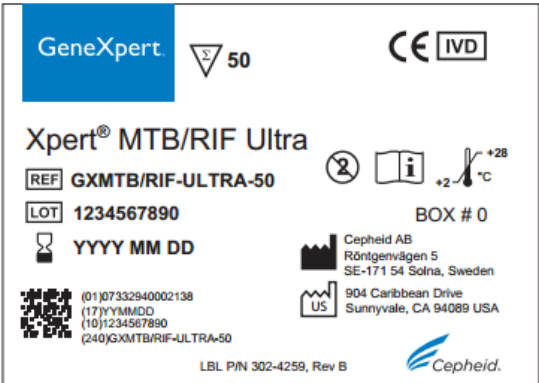 GeneXpert.
Σ 50
CE IVD
Xpert® MTB/RIF Ultra
REF GXMTB/RIF-ULTRA-50
2 i +2 +28 °C
LOT 1234567890
BOX # 0
YYYY MM DD
Cepheid AB
Röntgenvägen 5
SE-171 54 Solna, Sweden
US 904 Caribbean Drive
Sunnyvale, CA 94089 USA
(01)07332940002138
(17)YYMMDD
(10)1234567890
(240)GXMTB/RIF-ULTRA-50
LBL P/N 302-4259, Rev B
Cepheid.